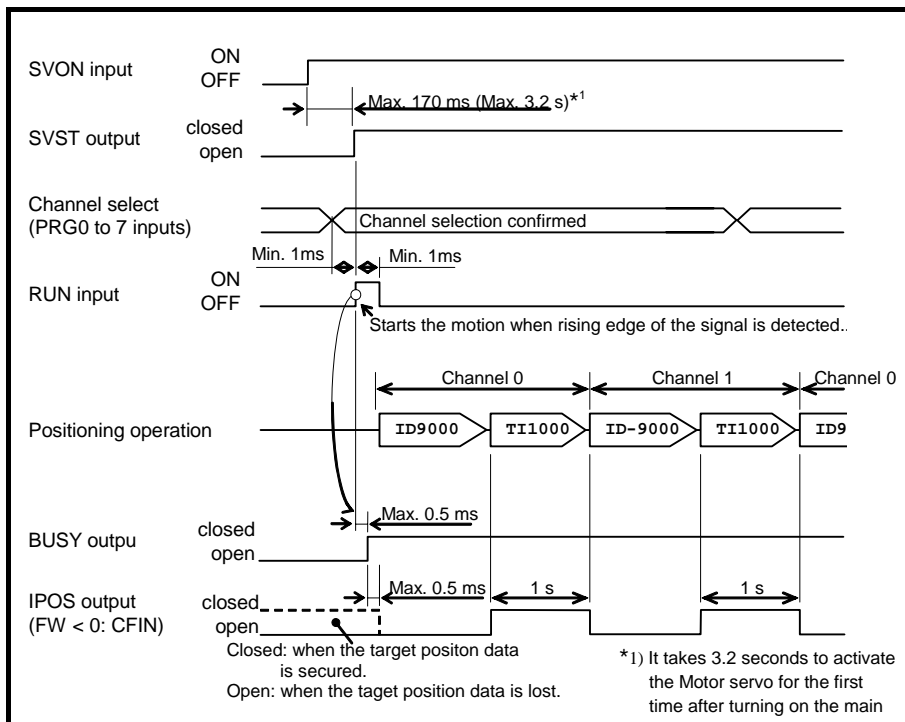 ON
SVON input
OFF
Max. 170 ms (Max. 3.2 s)*1
closed
SVST output
open
Channel select
(PRG0 to 7 inputs)
Channel selection confirmed
Min. 1ms
Min. 1ms
ON
RUN input
OFF
Starts the motion when rising edge of the signal is detected..
Channel 0
Channel 1
Channel 0
Positioning operation
ID9000
TI1000
ID-9000
TI1000
ID9
Max. 0.5 ms
closed
BUSY outpu
open
Max. 0.5 ms
1 s
1 s
IPOS output
closed
(FW < 0: CFIN)
open
Closed: when the target positon data
is secured.
Open: when the taget position data is lost.
*1) It takes 3.2 seconds to activate
the Motor servo for the first
time after turning on the main